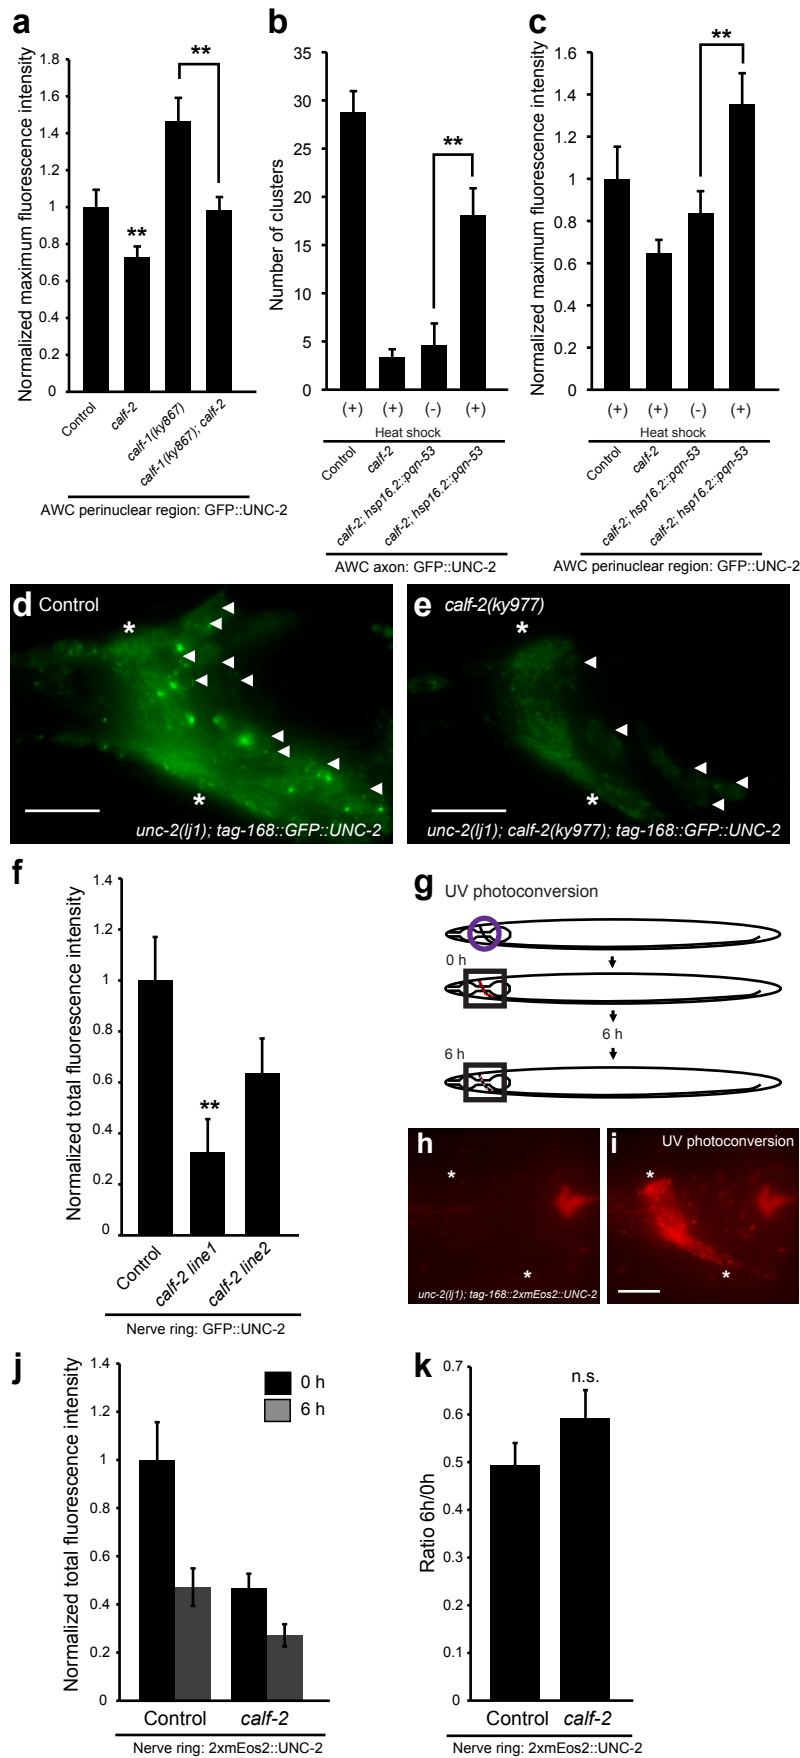 a
Normalized maximum fluorescence intensity
1.8
1.6
1.4
1.2
1
0.8
0.6
0.4
0.2
0
**
**
Control
calf-2
calf-1(ky867)
calf-1(ky867); calf-2
AWC perinuclear region: GFP::UNC-2
b
Number of clusters
35
30
25
20
15
10
5
0
**
(+) (+) (-) (+)
Heat shock
Control
calf-2
calf-2; hsp16.2::pqn-53
calf-2; hsp16.2::pqn-53
AWC axon: GFP::UNC-2
c
Normalized maximum fluorescence intensity
1.6
1.4
1.2
1
0.8
0.6
0.4
0.2
0
**
(+) (+) (-) (+)
Heat shock
Control
calf-2
calf-2; hsp16.2::pqn-53
calf-2; hsp16.2::pqn-53
AWC perinuclear region: GFP::UNC-2
d Control
*
*
unc-2(lj1); tag-168::GFP::UNC-2
e calf-2(ky977)
*
*
unc-2(lj1); calf-2(ky977); tag-168::GFP::UNC-2
f
Normalized total fluorescence intensity
1.4
1.2
1
0.8
0.6
0.4
0.2
0
**
Control
calf-2 line1
calf-2 line2
Nerve ring: GFP::UNC-2
g
UV photoconversion
0 h
6 h
6 h
h
*
*
unc-2(lj1); tag-168::2xmEos2::UNC-2
i UV photoconversion
*
*
j
Normalized total fluorescence intensity
1.4
1.2
1
0.8
0.6
0.4
0.2
0
0 h
6 h
Control calf-2
Nerve ring: 2xmEos2::UNC-2
k
Ratio 6h/0h
0.7
0.6
0.5
0.4
0.3
0.2
0.1
0
n.s.
Control calf-2
Nerve ring: 2xmEos2::UNC-2